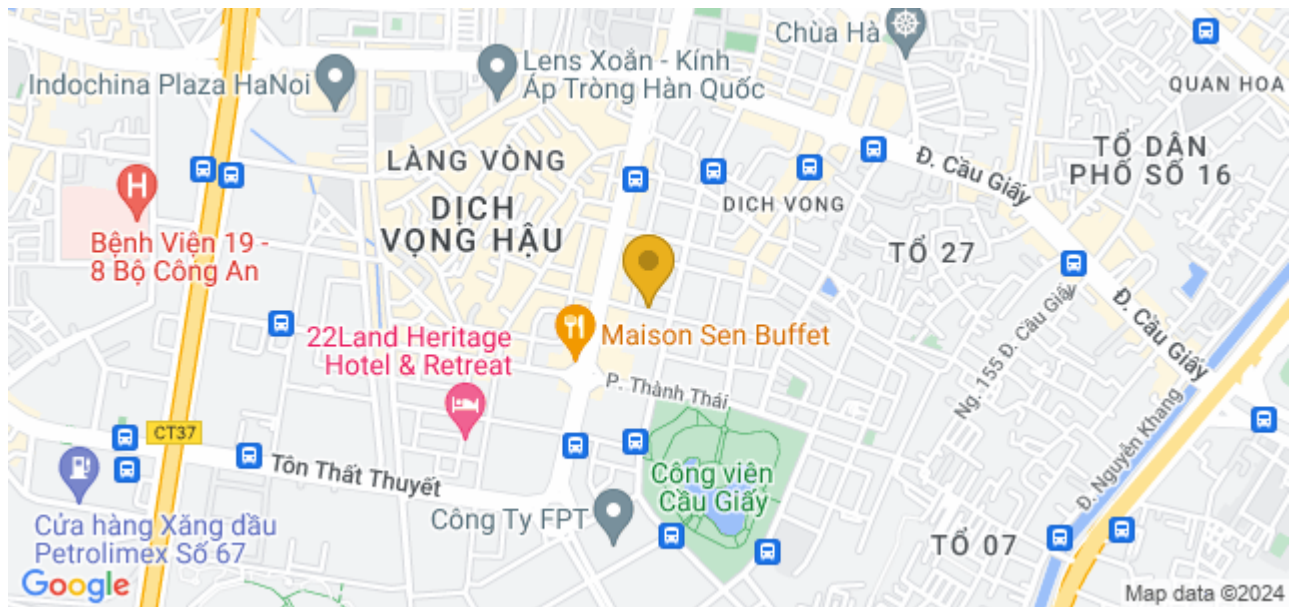 Chùa Hà
Lens Xoắn - Kính
Áp Tròng Hàn Quốc
Indochina Plaza HaNoi
QUAN HOA
TỔ DÂN
PHỐ SỐ 16
Đ. Cầu Giấy
LÀNG VÒNG
DỊCH
VỌNG HẬU
DICH VONG
Bệnh Viện 19 -
8 Bộ Công An
TỔ 27
Đ. Cầu Giấy
Ng. 155 Đ. Cầu Giấy
22Land Heritage
Hotel & Retreat
Maison Sen Buffet
P. Thành Thái
CT37
Tôn Thất Thuyết
Đ. Nguyễn Khang
Công viên
Cầu Giấy
Công Ty FPT
Cửa hàng Xăng dầu
Petrolimex Số 67
TỔ 07
Google
Map data ©2024